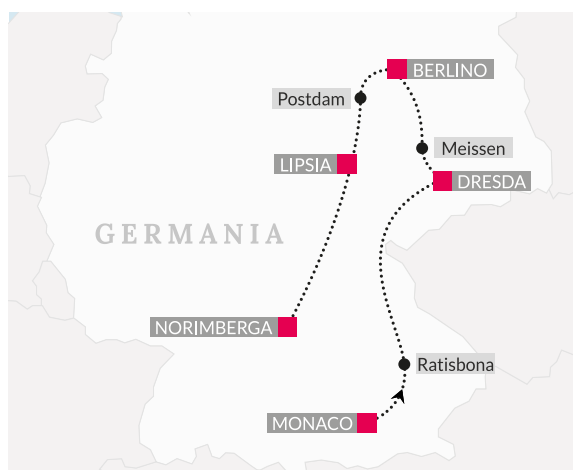 BERLINO
Postdam
Meissen
LIPSIA
DRESDA
GERMANIA
NORIMBERGA
Ratisbona
MONACO